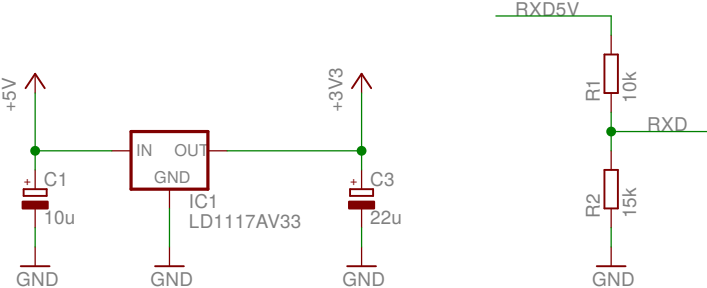 RXD5V
+5V
+3V3
R1
10k
RXD
IN
OUT
GND
+
C1
10u
IC1
LD1117AV33
+
C3
22u
R2
15k
GND
GND
GND
GND